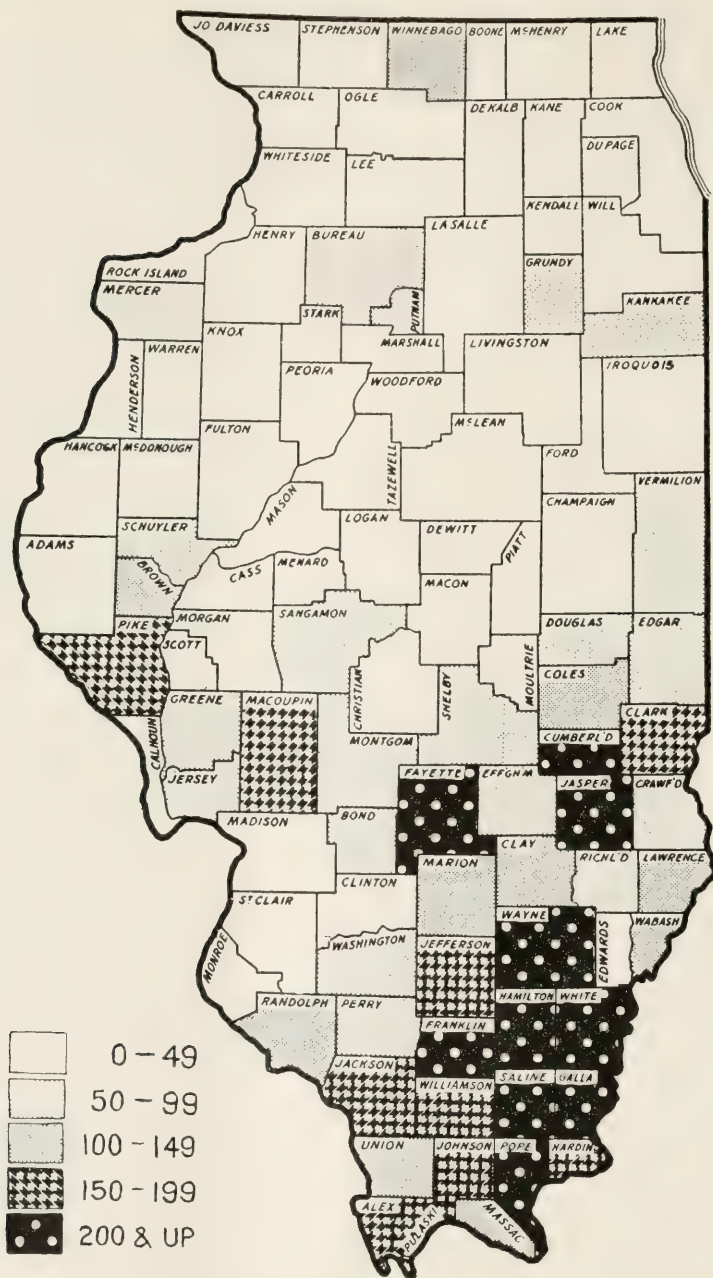 JO DAVIESS STEPHENSON WINNEBAGO BOONE McHENRY LAKE
CARROLL OGLE DEKALB KANE COOK
DUPAGE
WHITESIDE LEE
KENDALL WILL
HENRY BUREAU LASALLE
ROCK ISLAND GRUNDY
MERCER PUTNAM KANKAKEE
STARK
KNOX MARSHALL LIVINGSTON
WARREN
HENDERSON PEORIA WOODFORD IROQUOIS
McLEAN
HANCOCK McDONOUGH FULTON TAZEWELL FORD
VERMILION
MASON CHAMPAIGN
SCHUYLER LOGAN DEWITT PIATT
ADAMS
BROWN CASS MENARD MACON
PIKE MORGAN SANGAMON DOUGLAS EDGAR
SCOTT
CHRISTIAN SHELBY MOULTRIE COLES
GREENE MACOUPIN CLARK
CALHOUN MONTGOM CUMBERL'D
JERSEY FAYETTE EFFGHM JASPER CRAWF'D
MADISON BOND
CLAY
MARION RICHL'D LAWRENCE
CLINTON
ST CLAIR WAYNE
WABASH
MONROE WASHINGTON JEFFERSON EDWARDS
RANDOLPH PERRY HAMILTON WHITE
FRANKLIN
JACKSON SALINE GALLA
WILLIAMSON
UNION JOHNSON POPE HARDIN
ALEX PULASKI MASSAC
0-49
50-99
100-149
150-199
200 & UP